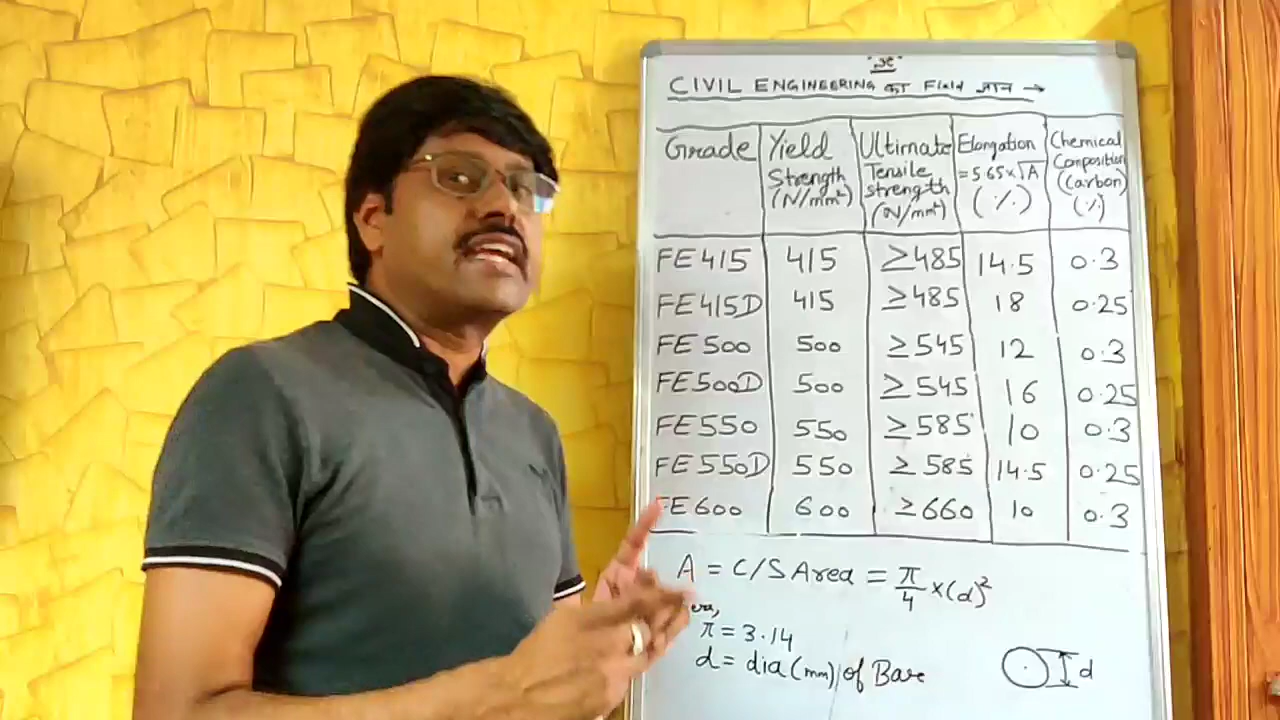 ॐ
CIVIL ENGINEERING का Field ज्ञान →
Grade Yield Strength (N/mm²) Ultimate Tensile strength (N/mm²) Elongation = 5.65×√A (%) Chemical Composition (Carbon) (%)
FE415 415 ≥485 14.5 0.3
FE415D 415 ≥485 18 0.25
FE500 500 ≥545 12 0.3
FE500D 500 ≥545 16 0.25
FE550 550 ≥585 10 0.3
FE550D 550 ≥585 14.5 0.25
FE600 600 ≥660 10 0.3
A = C/S Area = π/4 ×(d)²
π = 3.14
d = dia (mm) of Bar
d